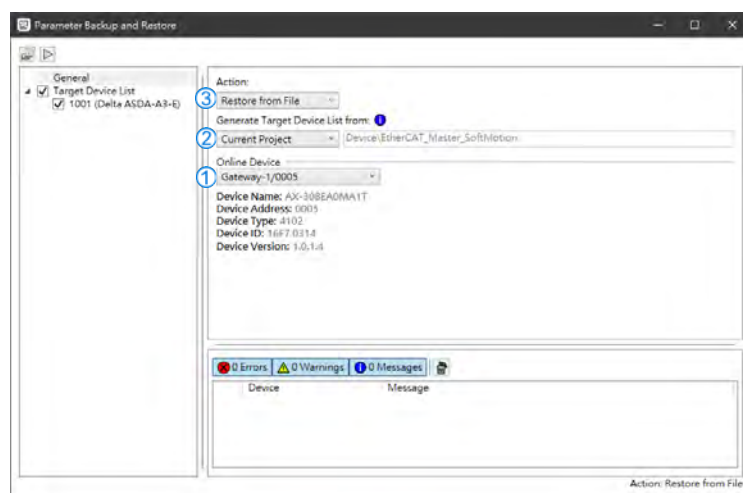 Parameter Backup and Restore
General
Target Device List
1001 (Delta ASDA-A3-E)
Action:
③ Restore from File
Generate Target Device List from:
② Current Project Device\EtherCAT_Master_SoftMotion
Online Device
① Gateway-1/0005
Device Name: AX-308EA0MA1T
Device Address: 0005
Device Type: 4102
Device ID: 16F7 0314
Device Version: 1.0.1.4
0 Errors 0 Warnings 0 Messages
Device Message
Action: Restore from File